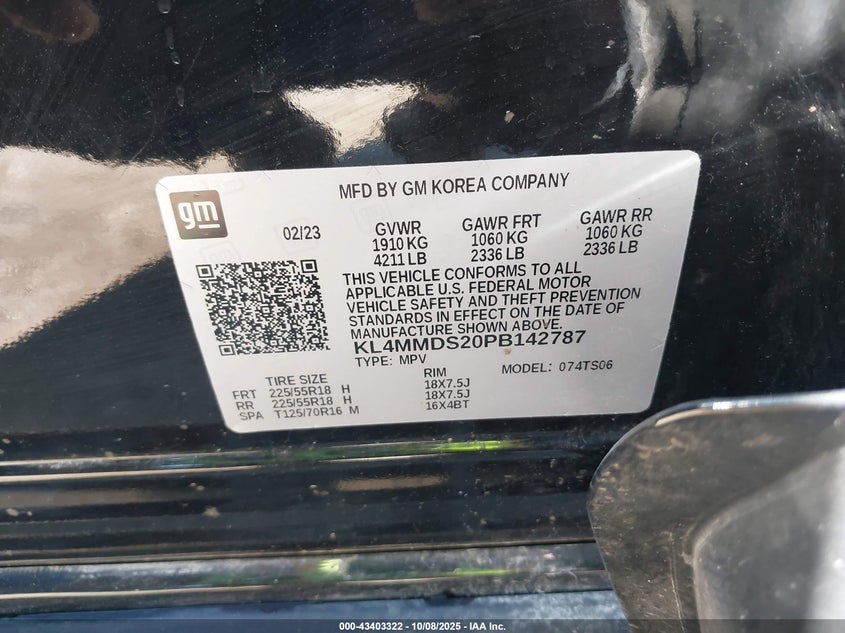 MFD BY GM KOREA COMPANY
gm
02/23
GVWR GAWR FRT GAWR RR
1910 KG 1060 KG 1060 KG
4211 LB 2336 LB 2336 LB
THIS VEHICLE CONFORMS TO ALL
APPLICABLE U.S. FEDERAL MOTOR
VEHICLE SAFETY AND THEFT PREVENTION
STANDARDS IN EFFECT ON THE DATE OF
MANUFACTURE SHOWN ABOVE.
KL4MMDS20PB142787
TYPE: MPV MODEL: 074TS06
TIRE SIZE RIM
FRT 225/55R18 H 18X7.5J
RR 225/55R18 H 18X7.5J
SPA T125/70R16 M 16X4BT
000-43403322 - 10/08/2025 - IAA Inc.